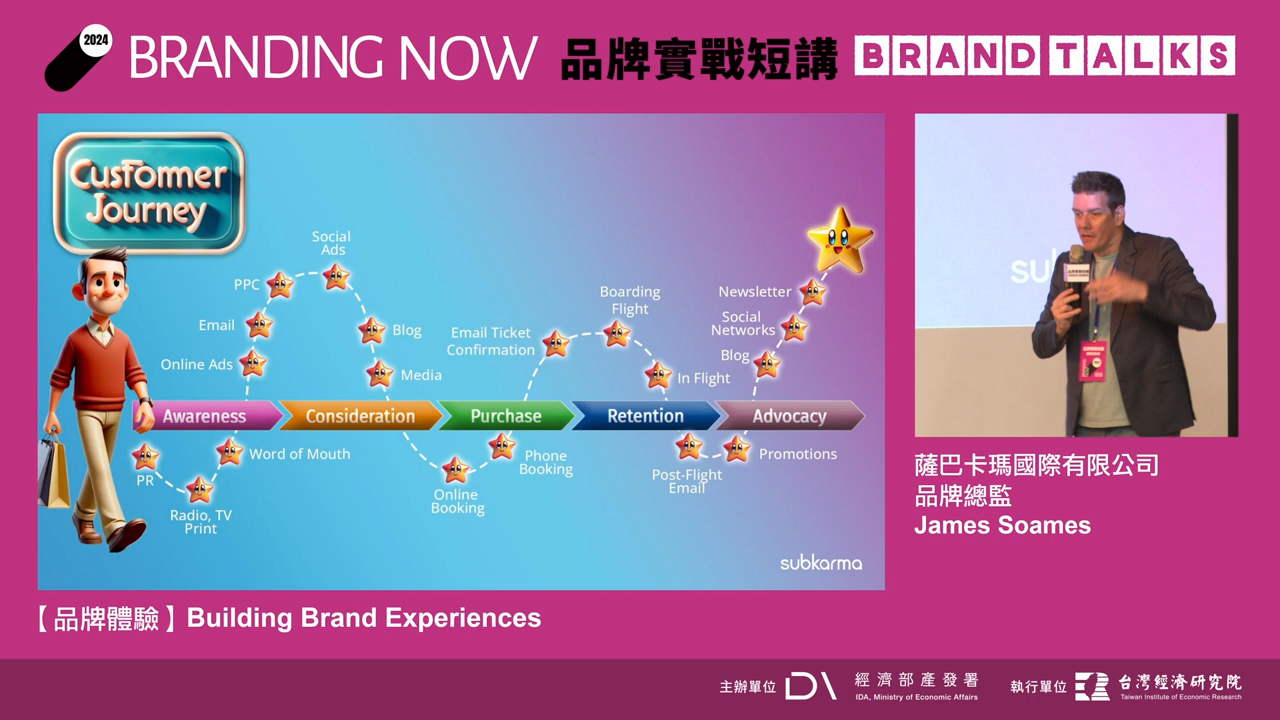 2024
BRANDING NOW 品牌實戰短講 BRAND TALKS
Customer
Journey
Social
Ads
PPC
Email
Blog
Online Ads
Media
Email Ticket
Confirmation
Boarding
Flight
In Flight
Newsletter
Social
Networks
Blog
Awareness
Consideration
Purchase
Retention
Advocacy
PR
Word of Mouth
Radio, TV
Print
Online
Booking
Phone
Booking
Post-Flight
Email
Promotions
subkarma
薩巴卡瑪國際有限公司
品牌總監
James Soames
【品牌體驗】Building Brand Experiences
主辦單位 經濟部產發署
IDA, Ministry of Economic Affairs
執行單位 台灣經濟研究院
Taiwan Institute of Economic Research